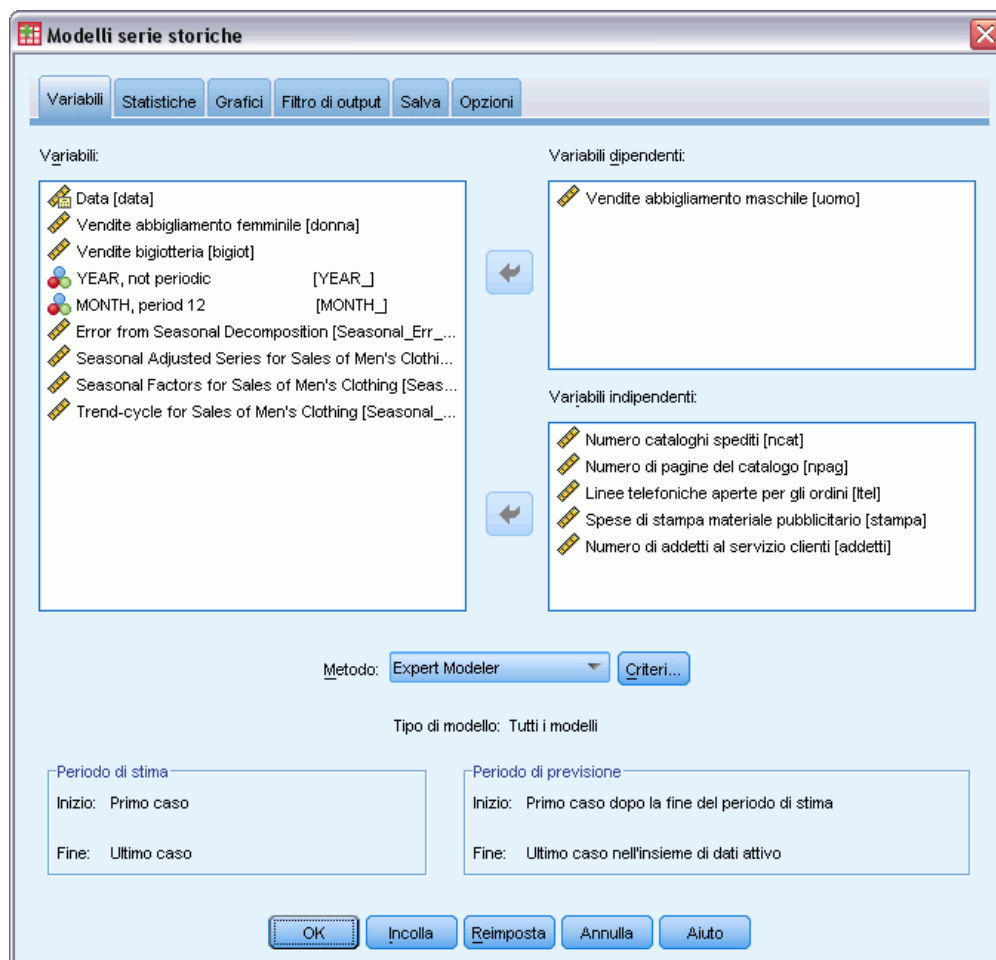 Modelli serie storiche
Variabili Statistiche Grafici Filtro di output Salva Opzioni
Variabili:
Data [data]
Vendite abbigliamento femminile [donna]
Vendite bigiotteria [bigiot]
YEAR, not periodic [YEAR_]
MONTH, period 12 [MONTH_]
Error from Seasonal Decomposition [Seasonal_Err_...
Seasonal Adjusted Series for Sales of Men's Clothi...
Seasonal Factors for Sales of Men's Clothing [Seas...
Trend-cycle for Sales of Men's Clothing [Seasonal_...
Variabili dipendenti:
Vendite abbigliamento maschile [uomo]
Variabili indipendenti:
Numero cataloghi spediti [ncat]
Numero di pagine del catalogo [npag]
Linee telefoniche aperte per gli ordini [ltel]
Spese di stampa materiale pubblicitario [stampa]
Numero di addetti al servizio clienti [addetti]
Metodo: Expert Modeler Criteri...
Tipo di modello: Tutti i modelli
Periodo di stima
Inizio: Primo caso
Fine: Ultimo caso
Periodo di previsione
Inizio: Primo caso dopo la fine del periodo di stima
Fine: Ultimo caso nell'insieme di dati attivo
OK Incolla Reimposta Annulla Aiuto